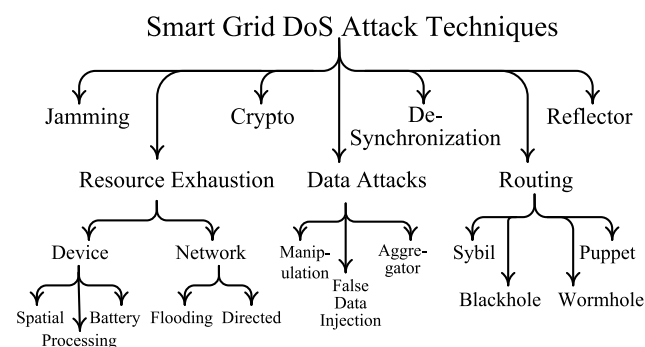 Smart Grid DoS Attack Techniques
Jamming
Crypto
De-
Synchronization
Reflector
Resource Exhaustion
Data Attacks
Routing
Device
Network
Manip-
ulation
False
Data
Injection
Aggre-
gator
Sybil
Puppet
Blackhole
Wormhole
Spatial
Processing
Battery
Flooding
Directed